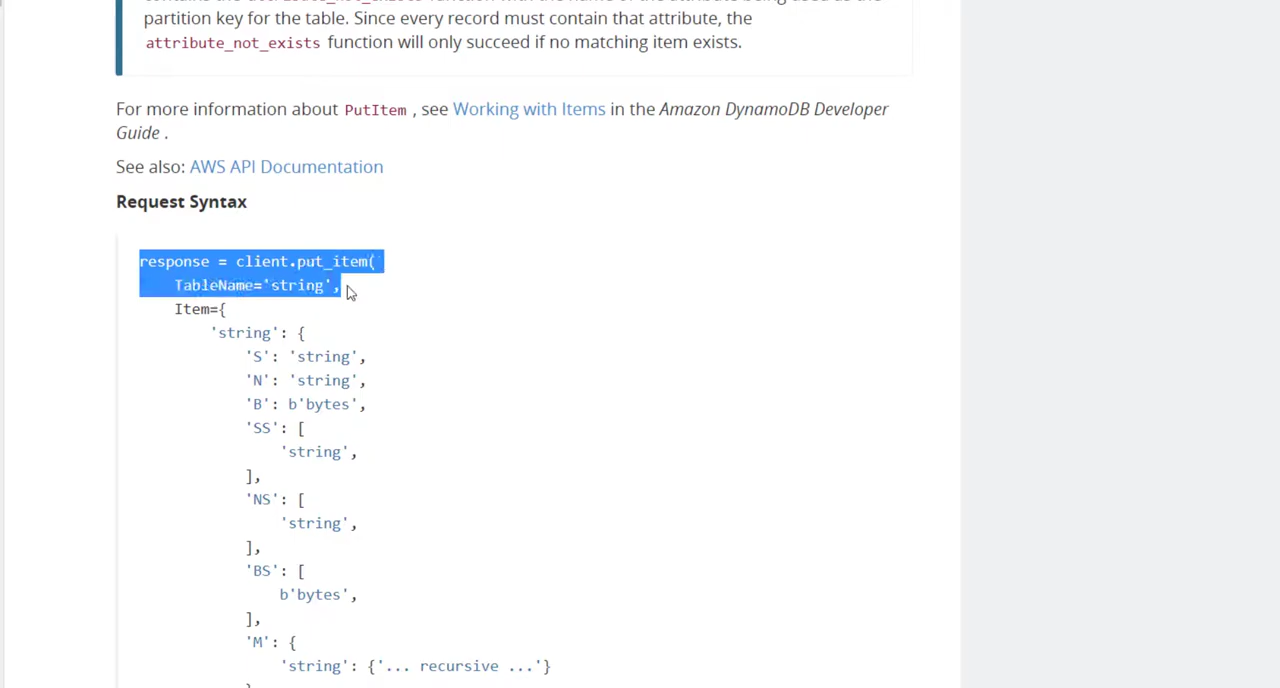 partition key for the table. Since every record must contain that attribute, the
attribute_not_exists function will only succeed if no matching item exists.
For more information about PutItem , see Working with Items in the Amazon DynamoDB Developer
Guide .
See also: AWS API Documentation
Request Syntax
response = client.put_item(
    TableName='string',
    Item={
        'string': {
            'S': 'string',
            'N': 'string',
            'B': b'bytes',
            'SS': [
                'string',
            ],
            'NS': [
                'string',
            ],
            'BS': [
                b'bytes',
            ],
            'M': {
                'string': {'... recursive ...'}